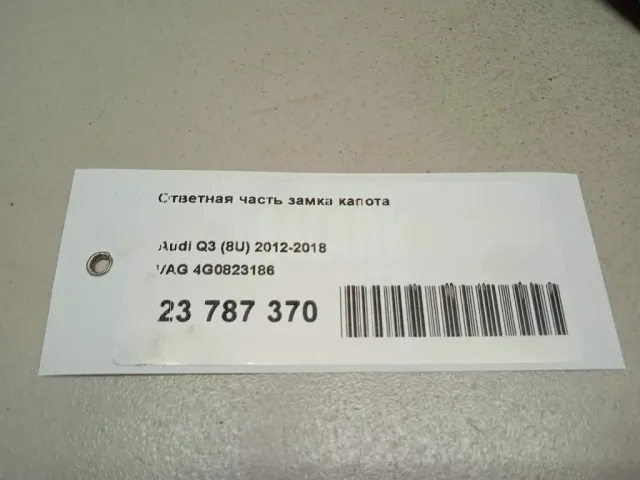 Ответная часть замка капота
Audi Q3 (8U) 2012-2018
VAG 4G0823186
23 787 370